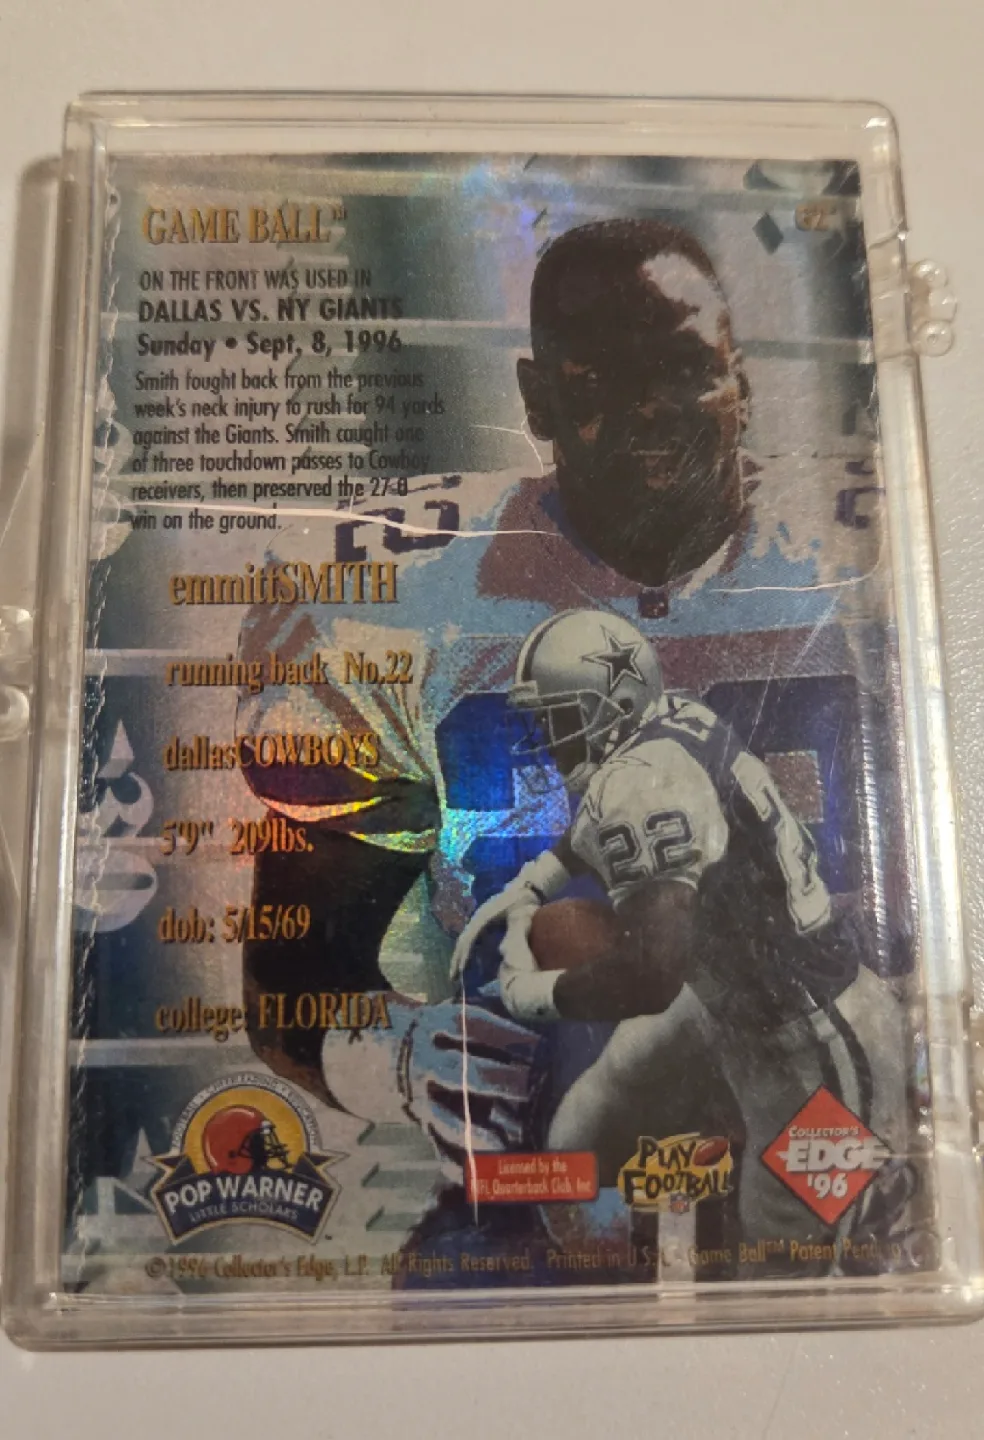 GAME BALL™
ON THE FRONT WAS USED IN
DALLAS VS. NY GIANTS
Sunday • Sept. 8, 1996
Smith fought back from the previous
week's neck injury to rush for 94 yards
against the Giants. Smith caught one
of three touchdown passes to Cowboy
receivers, then preserved the 27-0
win on the ground.
emmittSMITH
running back No.22
dallasCOWBOYS
5'9" 209lbs.
dob: 5/15/69
college: FLORIDA
22
30
POP WARNER
LITTLE SCHOLARS
Licensed by the
NFL Quarterback Club, Inc.
PLAY
FOOTBALL
COLLECTOR'S
EDGE
'96
©1996 Collector's Edge, L.P. All Rights Reserved. Printed in U.S.A. Game Ball™ Patent Pending